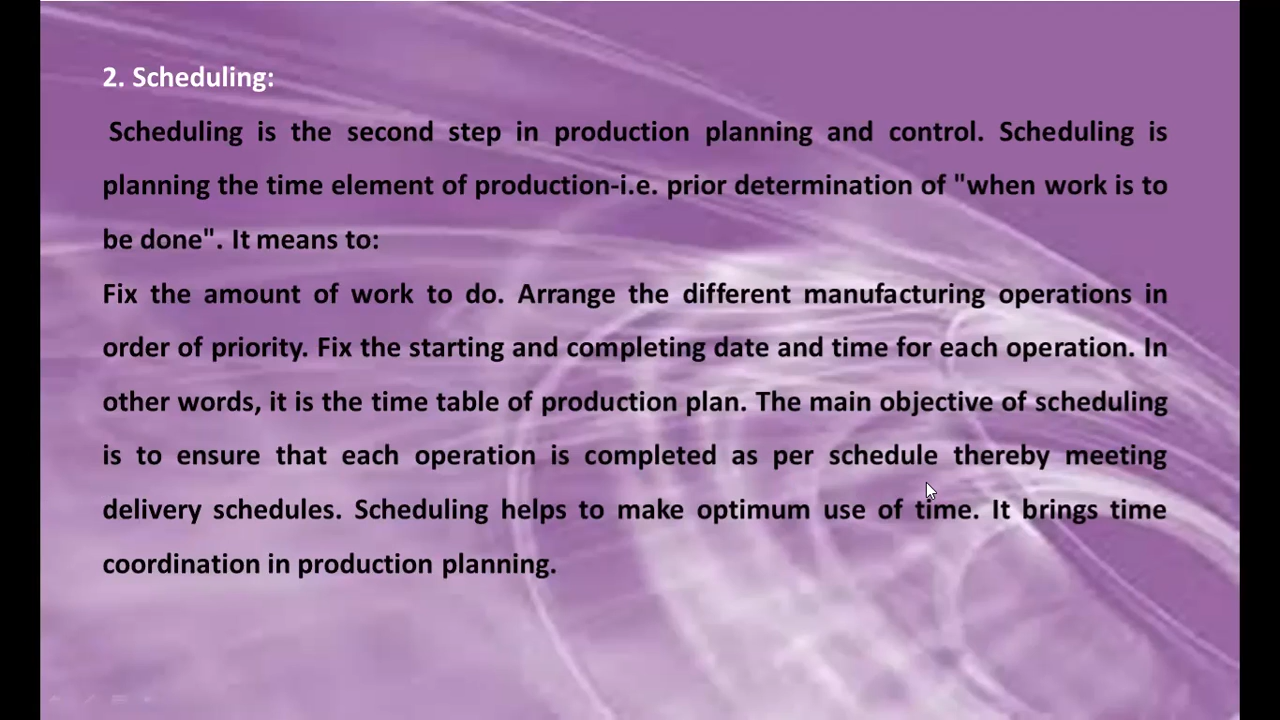 2. Scheduling:
Scheduling is the second step in production planning and control. Scheduling is
planning the time element of production-i.e. prior determination of "when work is to
be done". It means to:
Fix the amount of work to do. Arrange the different manufacturing operations in
order of priority. Fix the starting and completing date and time for each operation. In
other words, it is the time table of production plan. The main objective of scheduling
is to ensure that each operation is completed as per schedule thereby meeting
delivery schedules. Scheduling helps to make optimum use of time. It brings time
coordination in production planning.